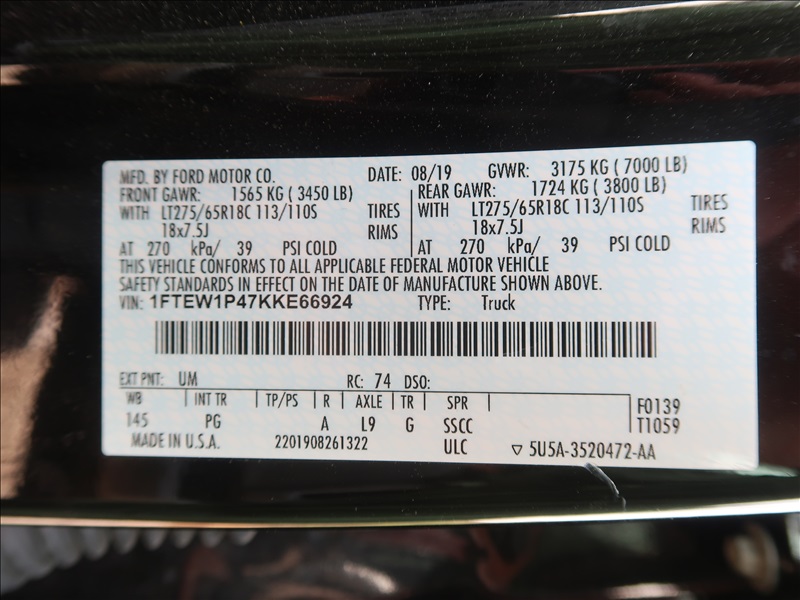 MFD. BY FORD MOTOR CO. DATE: 08/19 GVWR: 3175 KG ( 7000 LB)
FRONT GAWR: 1565 KG ( 3450 LB) REAR GAWR: 1724 KG ( 3800 LB)
WITH LT275/65R18C 113/110S TIRES WITH LT275/65R18C 113/110S TIRES
18x7.5J RIMS 18x7.5J RIMS
AT 270 kPa/ 39 PSI COLD AT 270 kPa/ 39 PSI COLD
THIS VEHICLE CONFORMS TO ALL APPLICABLE FEDERAL MOTOR VEHICLE
SAFETY STANDARDS IN EFFECT ON THE DATE OF MANUFACTURE SHOWN ABOVE.
VIN: 1FTEW1P47KKE66924 TYPE: Truck
EXT PNT: UM RC: 74 DSO:
WB INT TR TP/PS R AXLE TR SPR F0139
145 PG A L9 G SSCC T1059
MADE IN U.S.A. 2201908261322 ULC ▽ 5U5A-3520472-AA